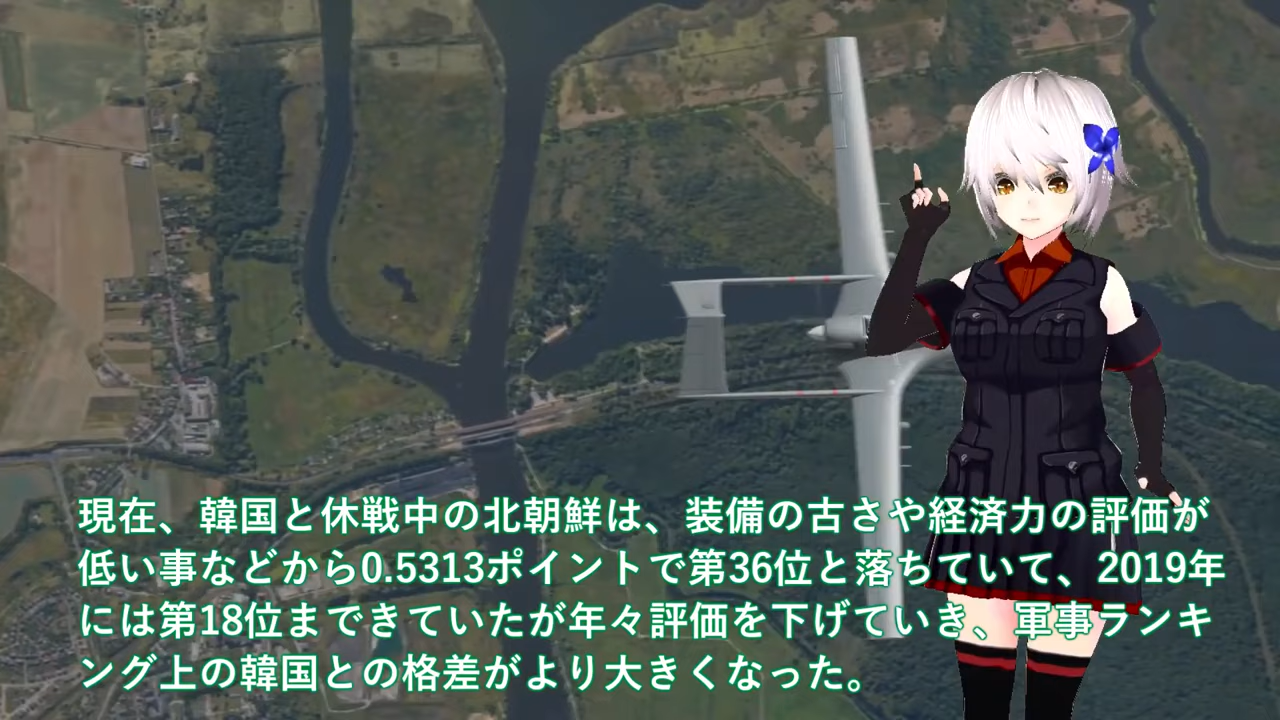 現在、韓国と休戦中の北朝鮮は、装備の古さや経済力の評価が
低い事などから0.5313ポイントで第36位と落ちていて、2019年
には第18位まできていたが年々評価を下げていき、軍事ランキ
ング上の韓国との格差がより大きくなった。